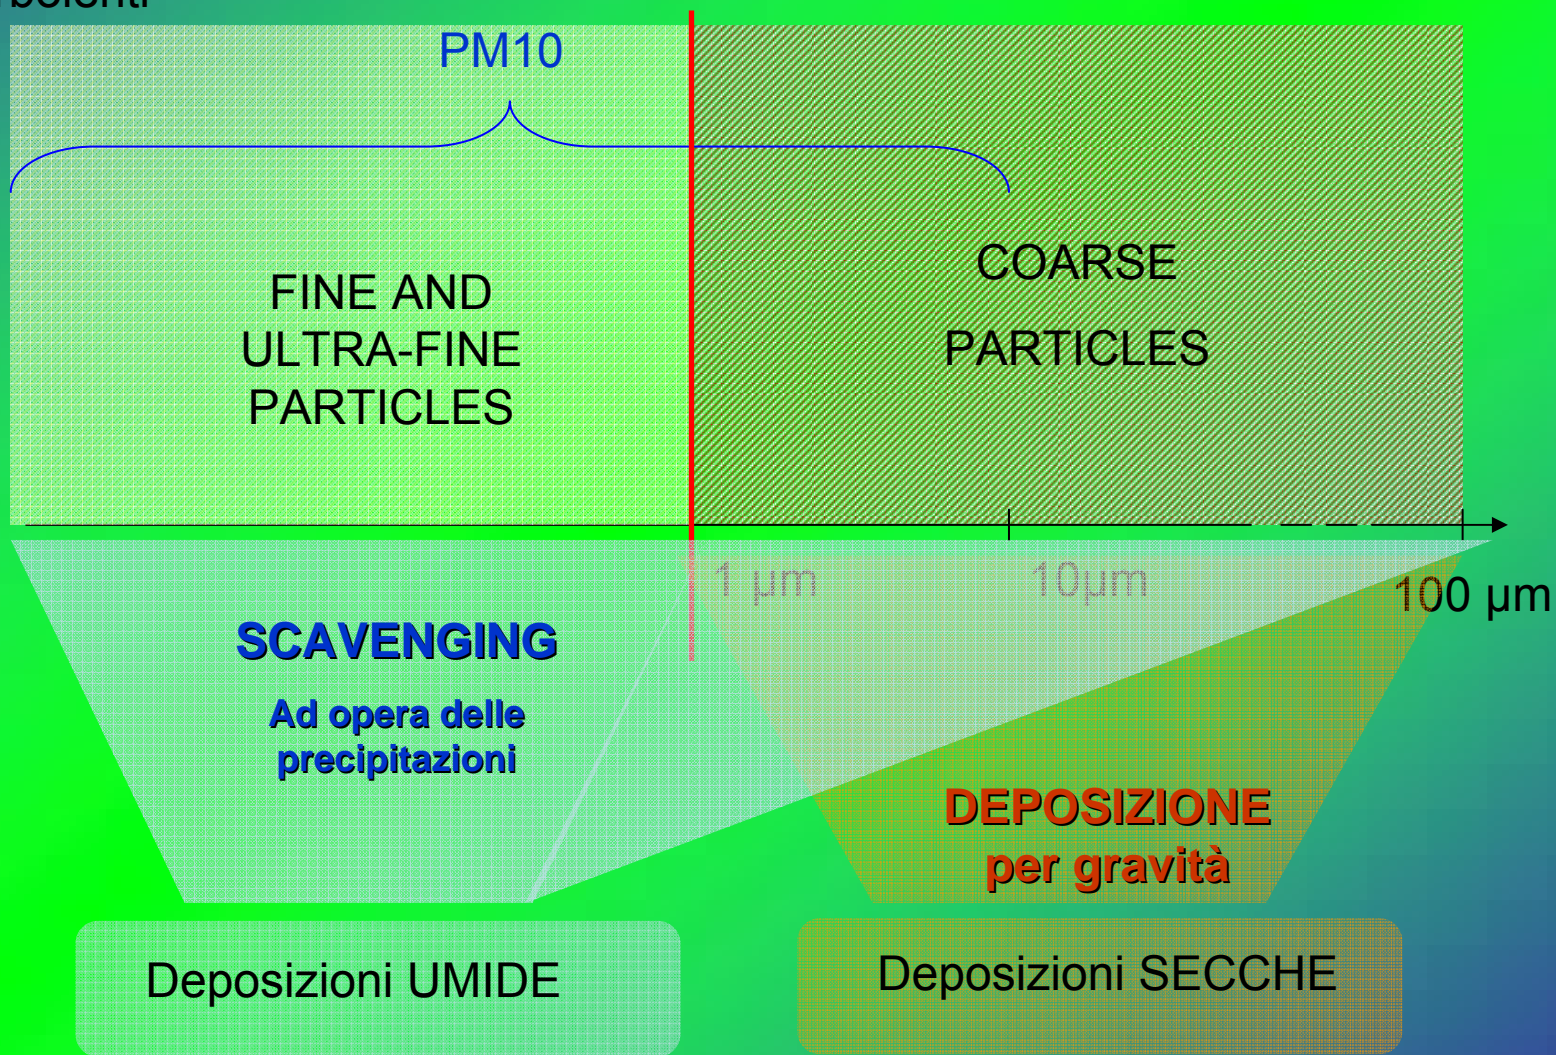 PM10
FINE AND
ULTRA-FINE
PARTICLES
COARSE
PARTICLES
1 µm
10µm
100 µm
SCAVENGING
Ad opera delle
precipitazioni
DEPOSIZIONE
per gravità
Deposizioni UMIDE
Deposizioni SECCHE